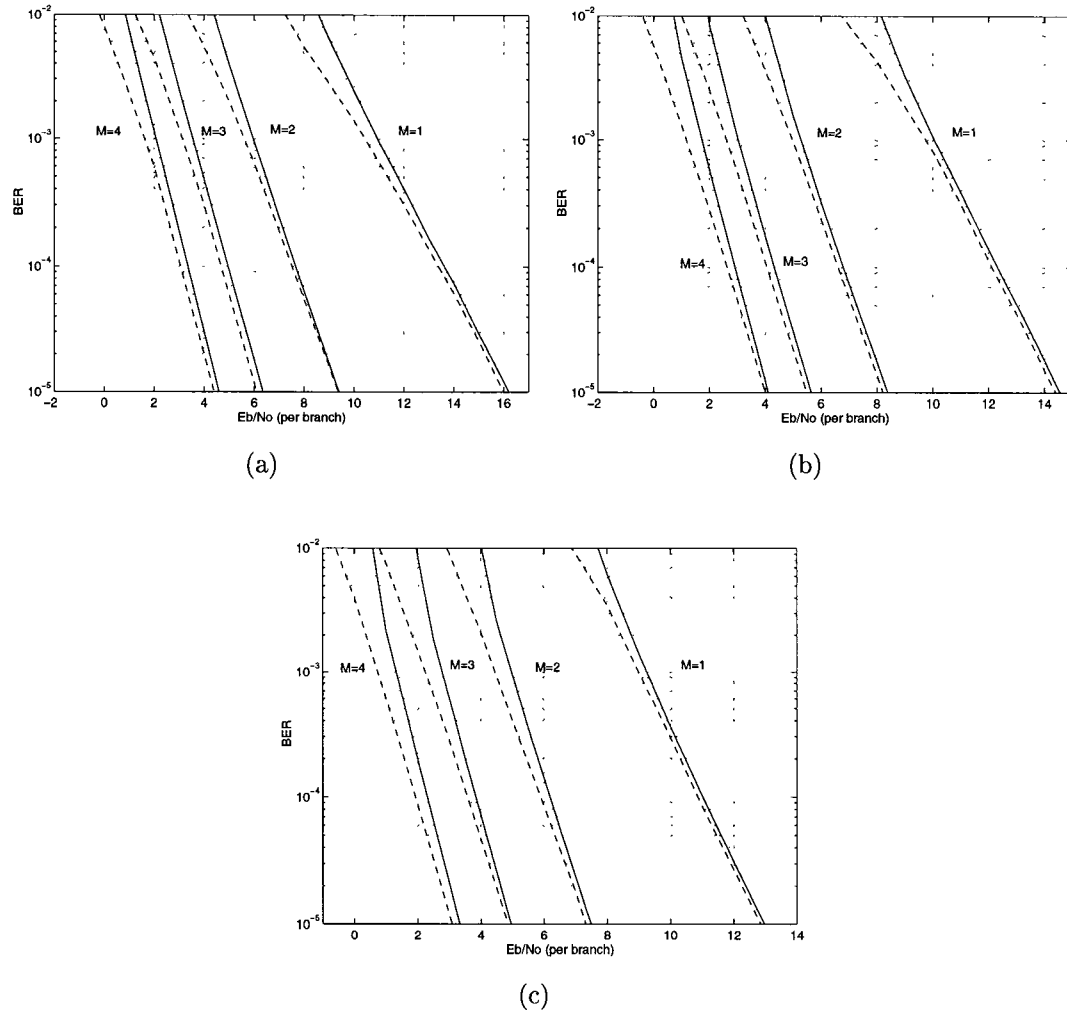 10^-2
10^-3
10^-4
10^-5
BER
M=4
M=3
M=2
M=1
−2 0 2 4 6 8 10 12 14 16
Eb/No (per branch)
(a)
10^-2
10^-3
10^-4
10^-5
BER
M=4
M=3
M=2
M=1
−2 0 2 4 6 8 10 12 14
Eb/No (per branch)
(b)
10^-2
10^-3
10^-4
10^-5
BER
M=4
M=3
M=2
M=1
0 2 4 6 8 10 12 14
Eb/No (per branch)
(c)